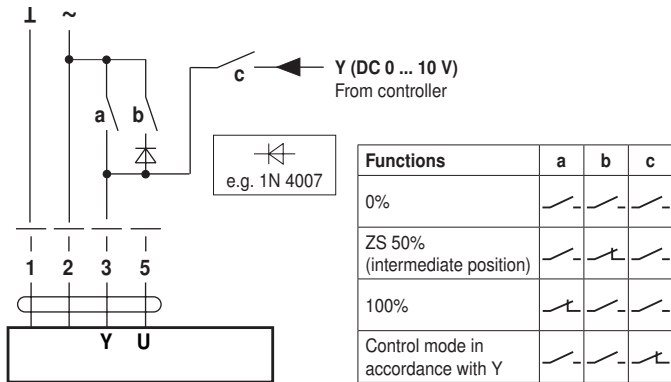 ⊥ ~
a b c
Y (DC 0 ... 10 V)
From controller
e.g. 1N 4007
1 2 3 5
Y U
Functions a b c
0%
ZS 50%
(intermediate position)
100%
Control mode in
accordance with Y